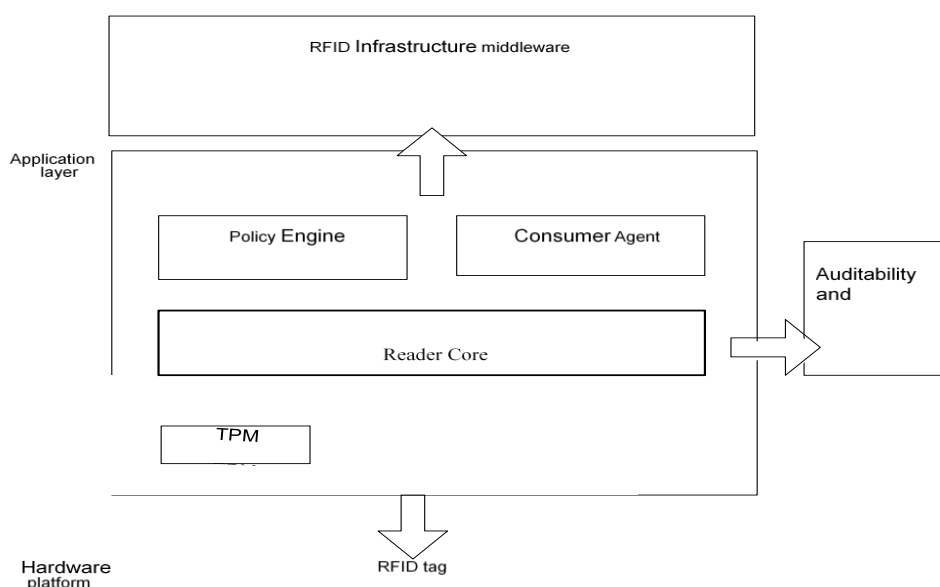 RFID Infrastructure middleware
Application
layer
Policy Engine
Consumer Agent
Auditability
and
Reader Core
TPM
Hardware
platform
RFID tag